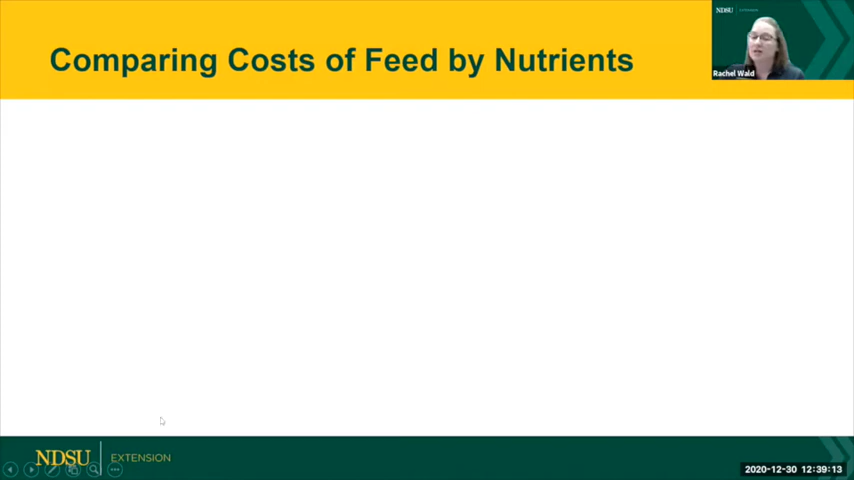 Comparing Costs of Feed by Nutrients
NDSU
Rachel Wald
NDSU EXTENSION
2020-12-30 12:39:13